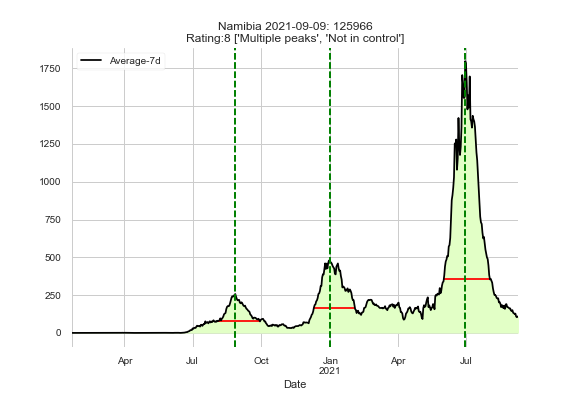 Namibia 2021-09-09: 125966
Rating:8 ['Multiple peaks', 'Not in control']
Average-7d
1750
1500
1250
1000
750
500
250
0
Apr
Jul
Oct
Jan
2021
Apr
Jul
Date